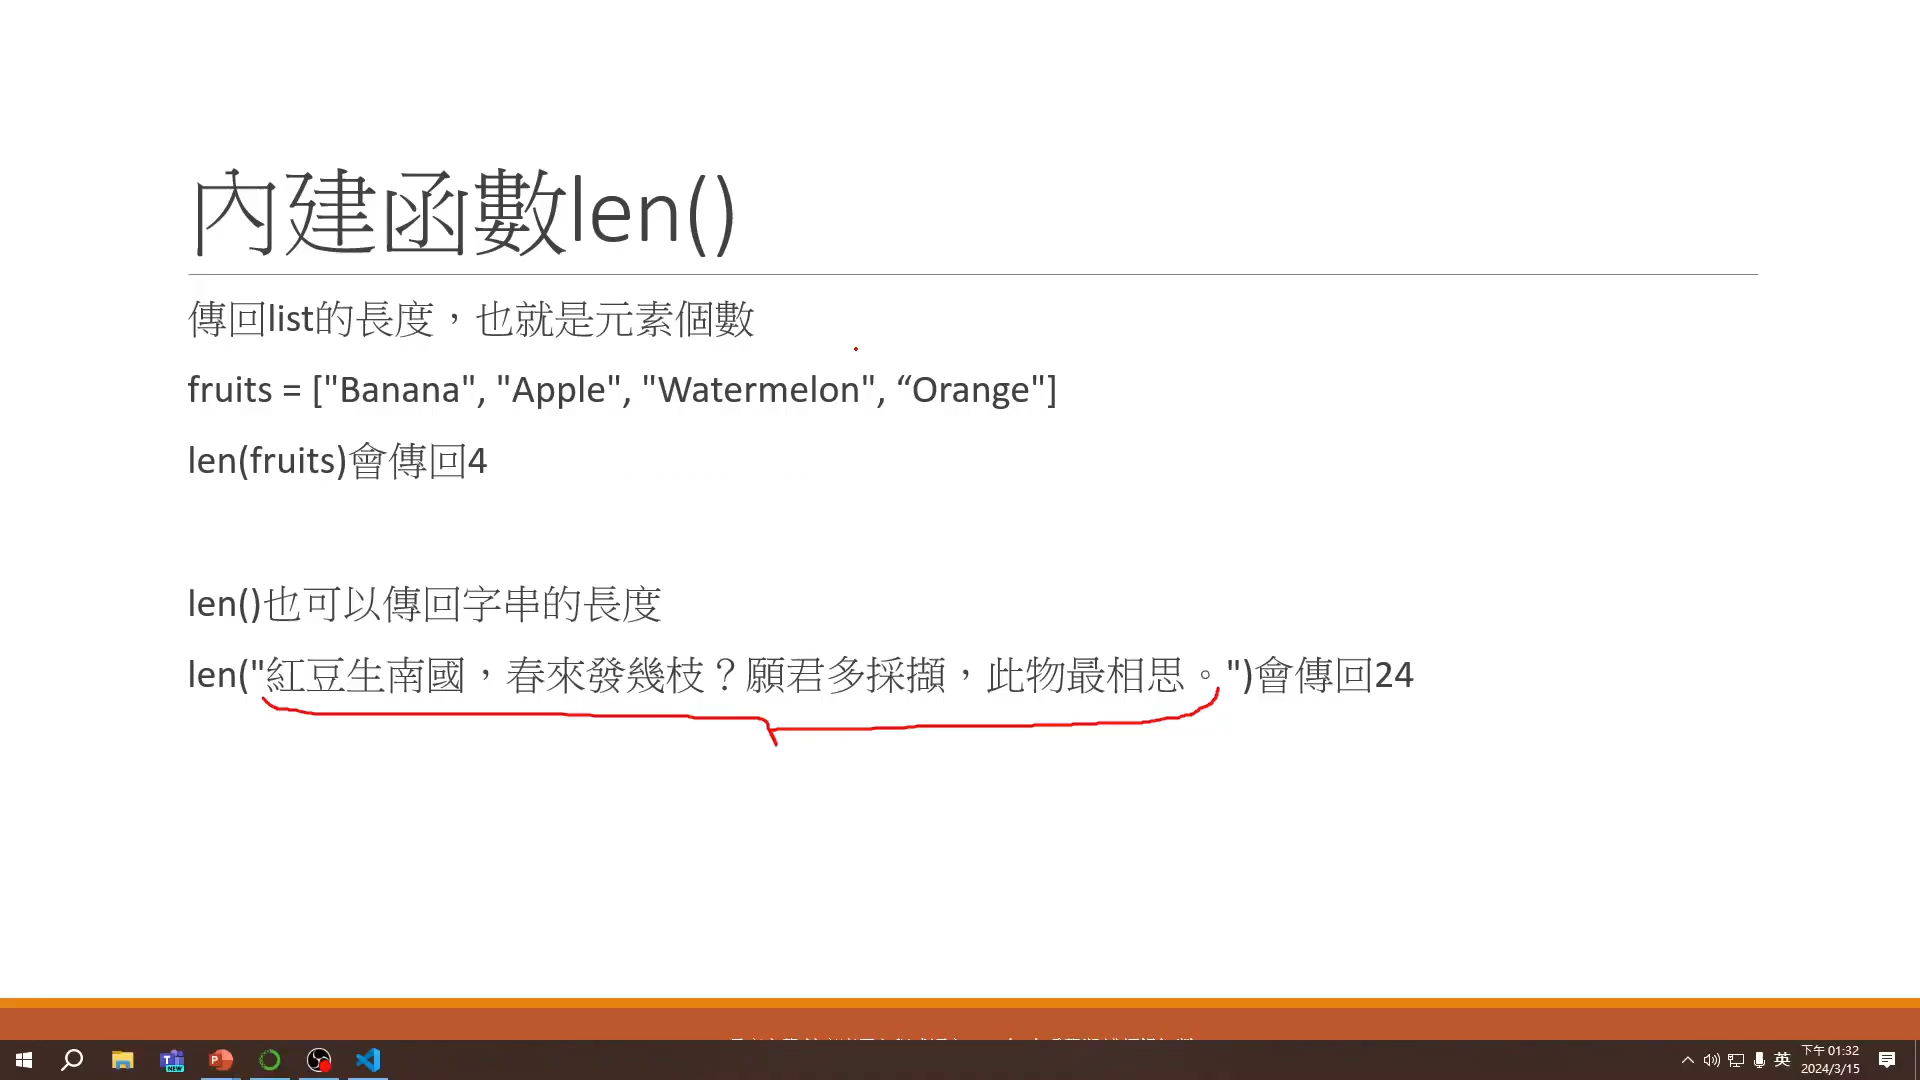 內建函數len()
傳回list的長度，也就是元素個數
fruits = ["Banana", "Apple", "Watermelon", “Orange"]
len(fruits)會傳回4
len()也可以傳回字串的長度
len("紅豆生南國，春來發幾枝？願君多採擷，此物最相思。")會傳回24
英
下午 01:32
2024/3/15